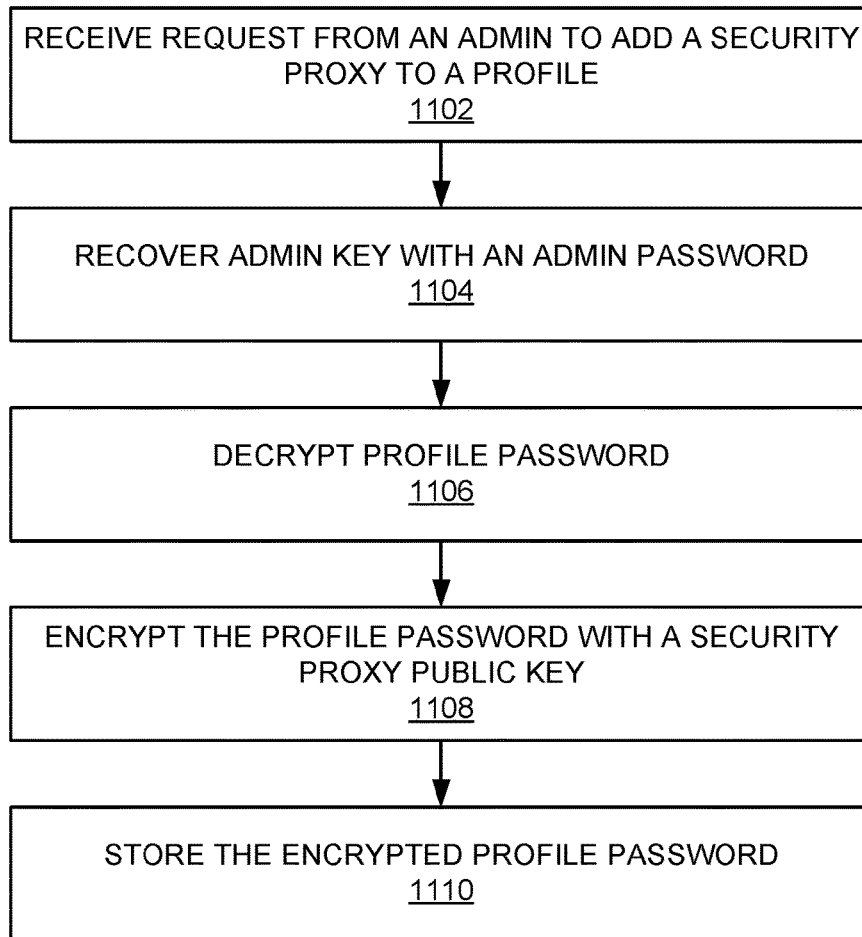 RECEIVE REQUEST FROM AN ADMIN TO ADD A SECURITY
PROXY TO A PROFILE
1102
RECOVER ADMIN KEY WITH AN ADMIN PASSWORD
1104
DECRYPT PROFILE PASSWORD
1106
ENCRYPT THE PROFILE PASSWORD WITH A SECURITY
PROXY PUBLIC KEY
1108
STORE THE ENCRYPTED PROFILE PASSWORD
1110